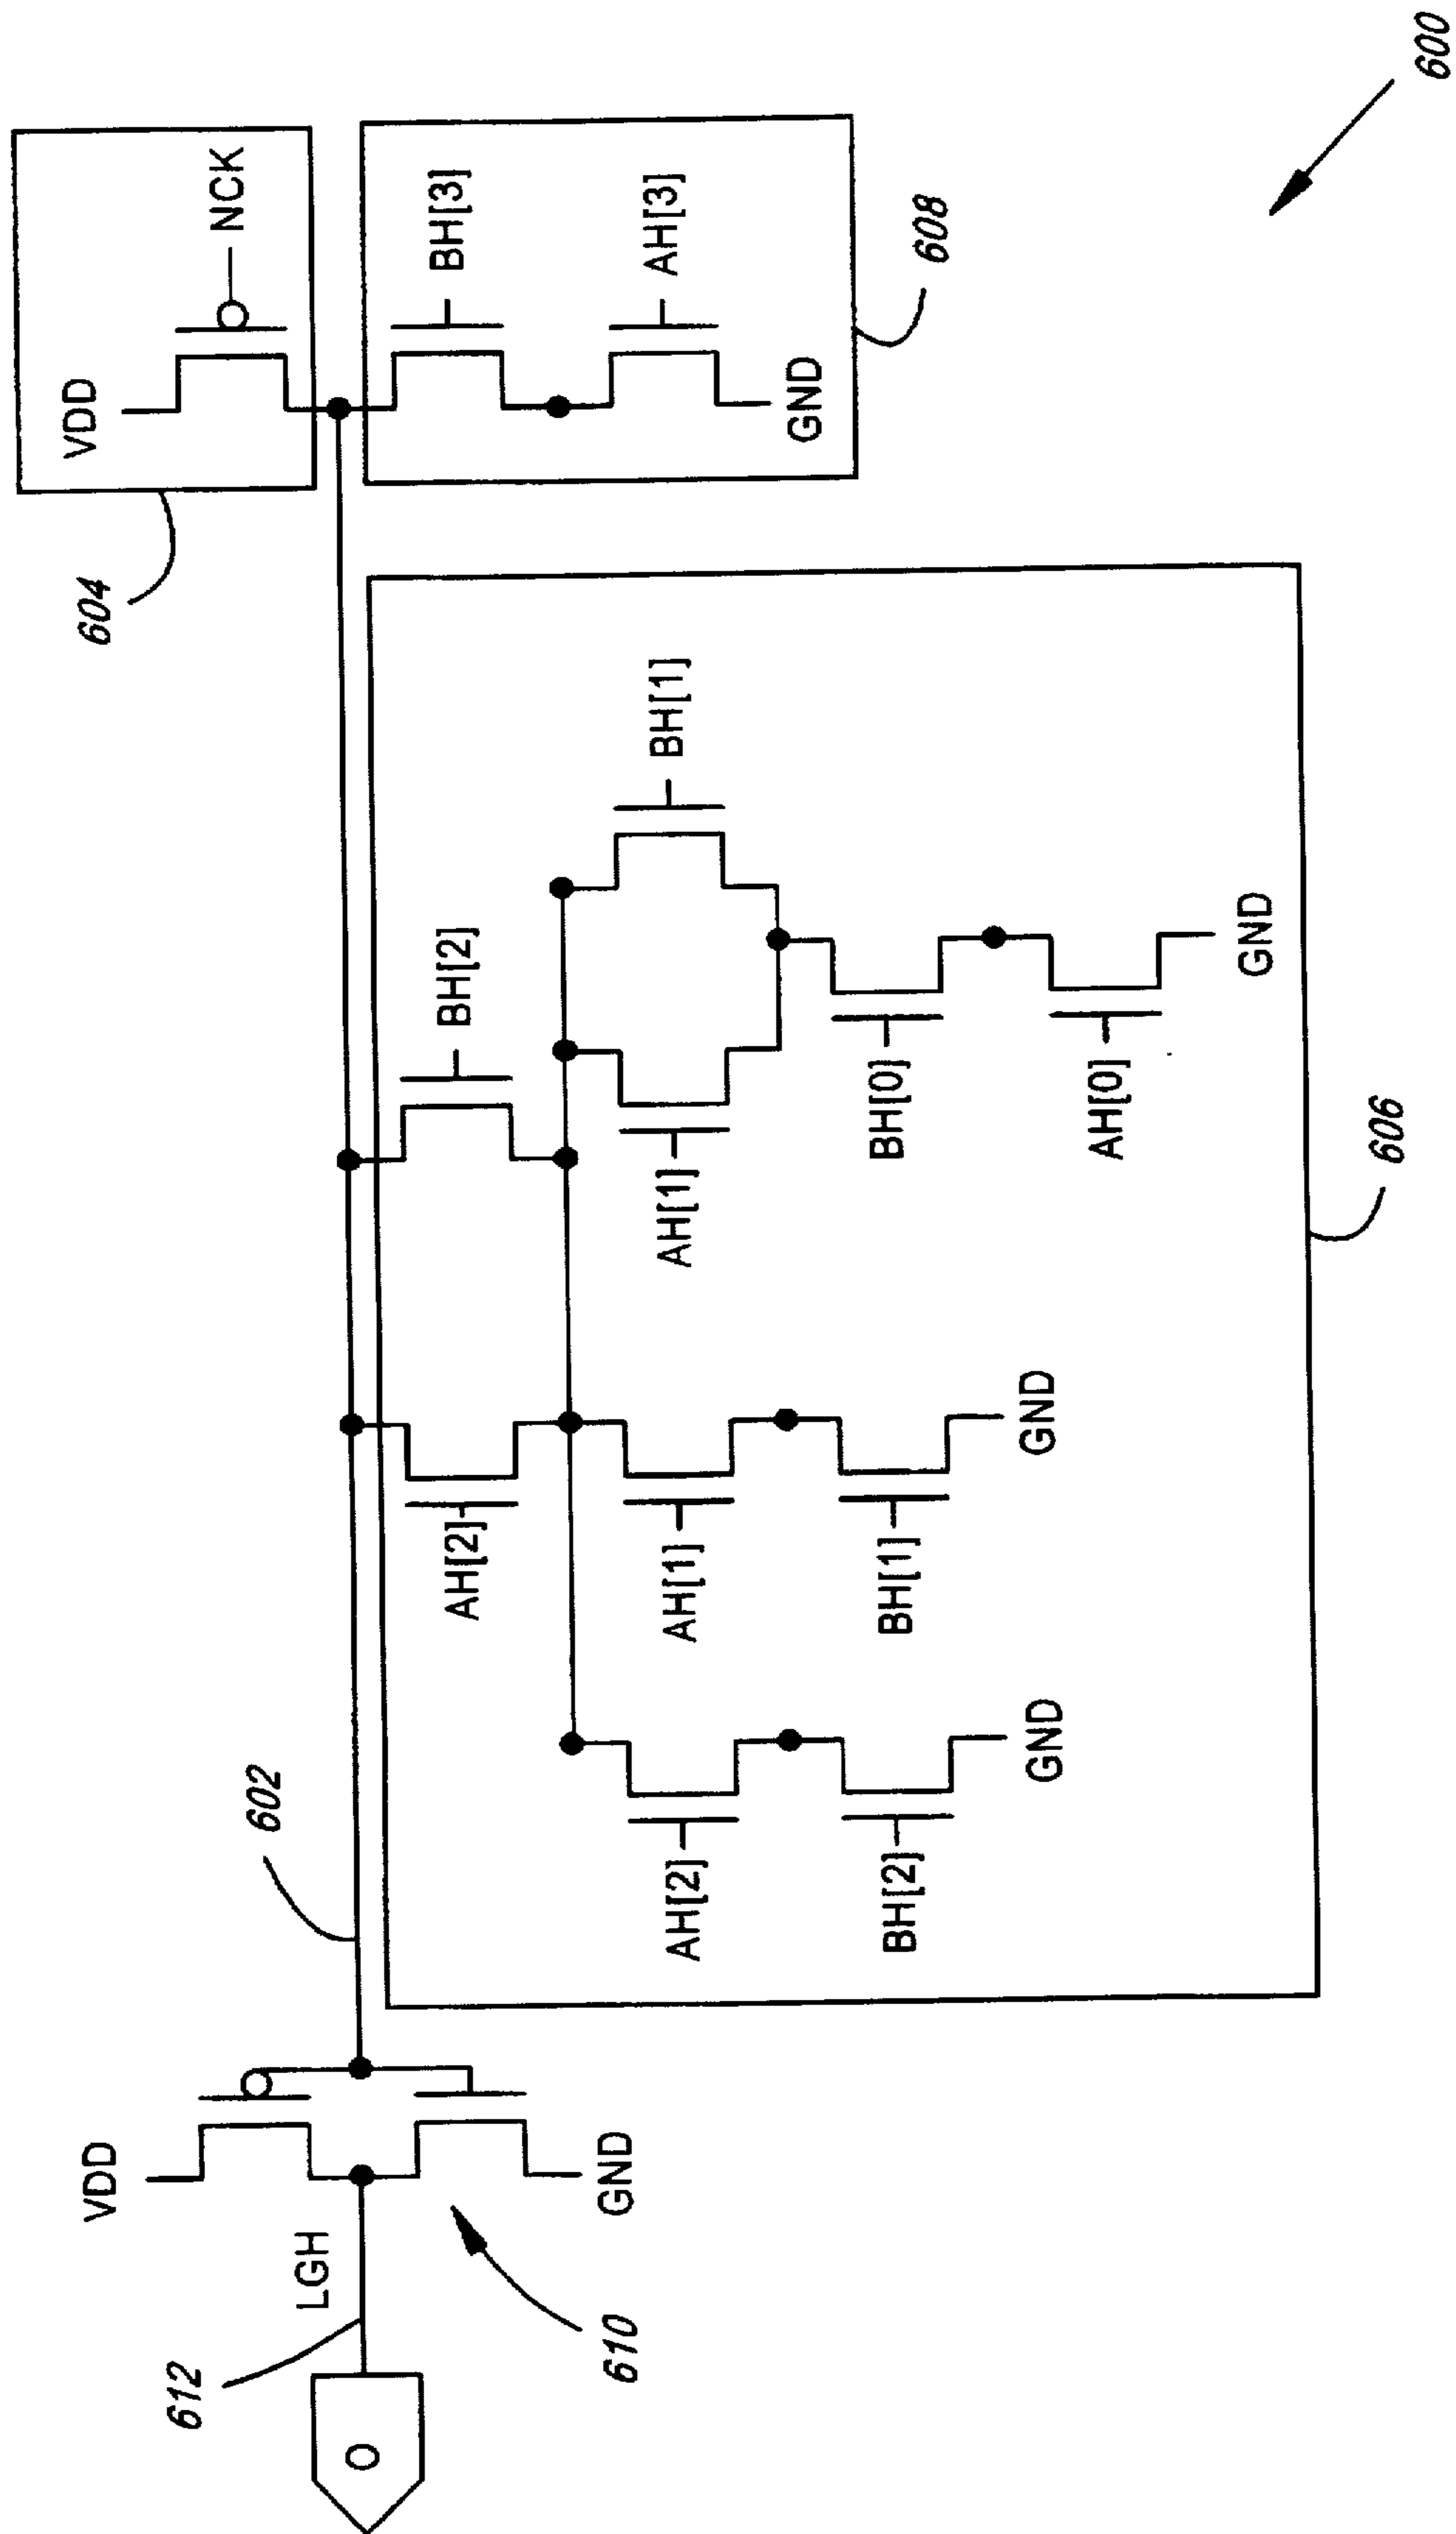 600
VDD
NCK
604
BH[3]
AH[3]
GND
608
602
BH[2]
AH[2]
BH[1]
AH[1]
AH[1]
AH[2]
BH[0]
BH[1]
BH[2]
AH[0]
GND
GND
GND
606
VDD
LGH
GND
610
612
O